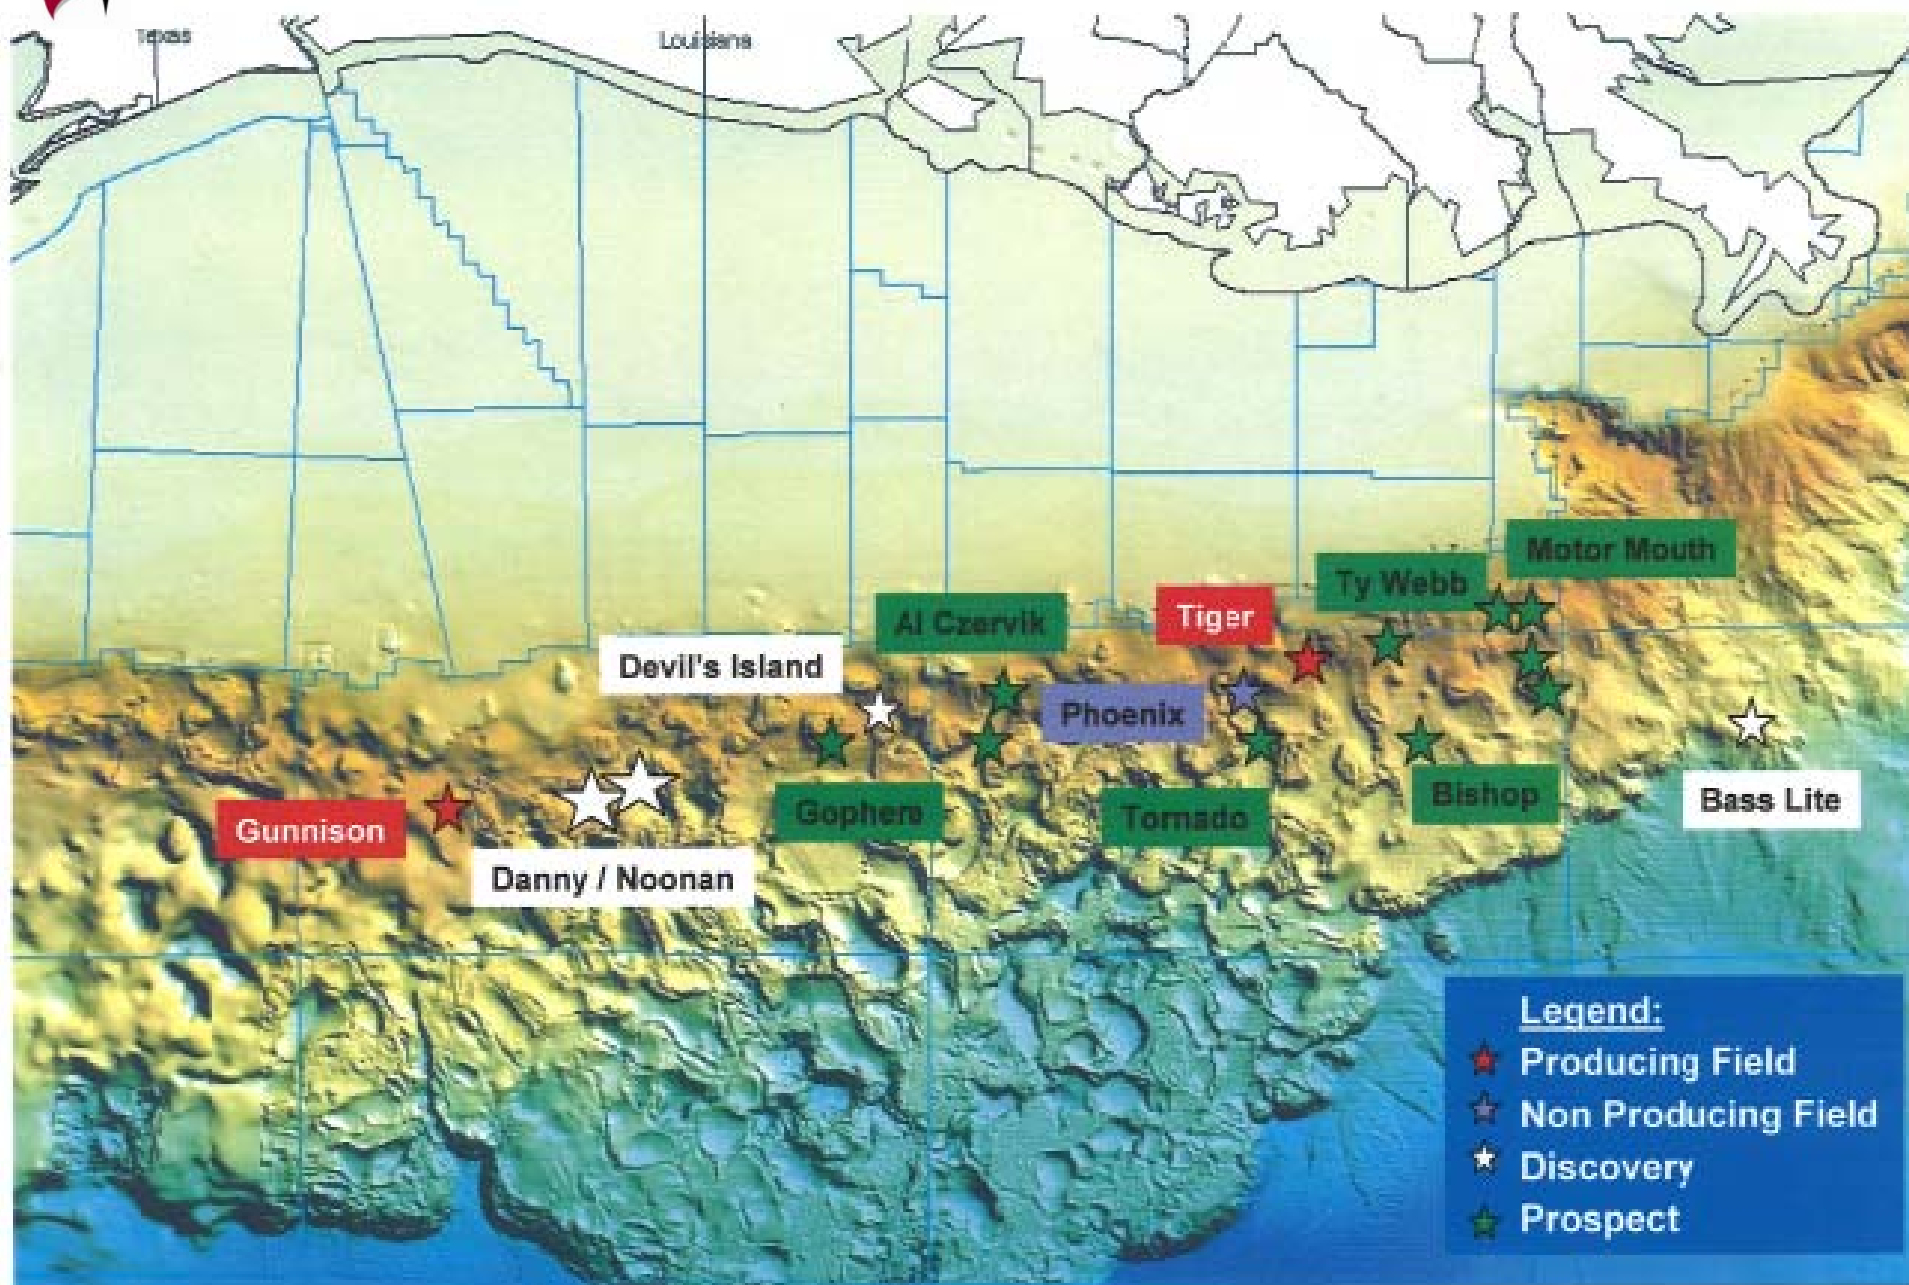 Texas
Louisiana
Motor Mouth
Ty Webb
Al Czervik
Tiger
Devil's Island
Phoenix
Gophers
Tornado
Bishop
Bass Lite
Gunnison
Danny / Noonan
Legend:
Producing Field
Non Producing Field
Discovery
Prospect